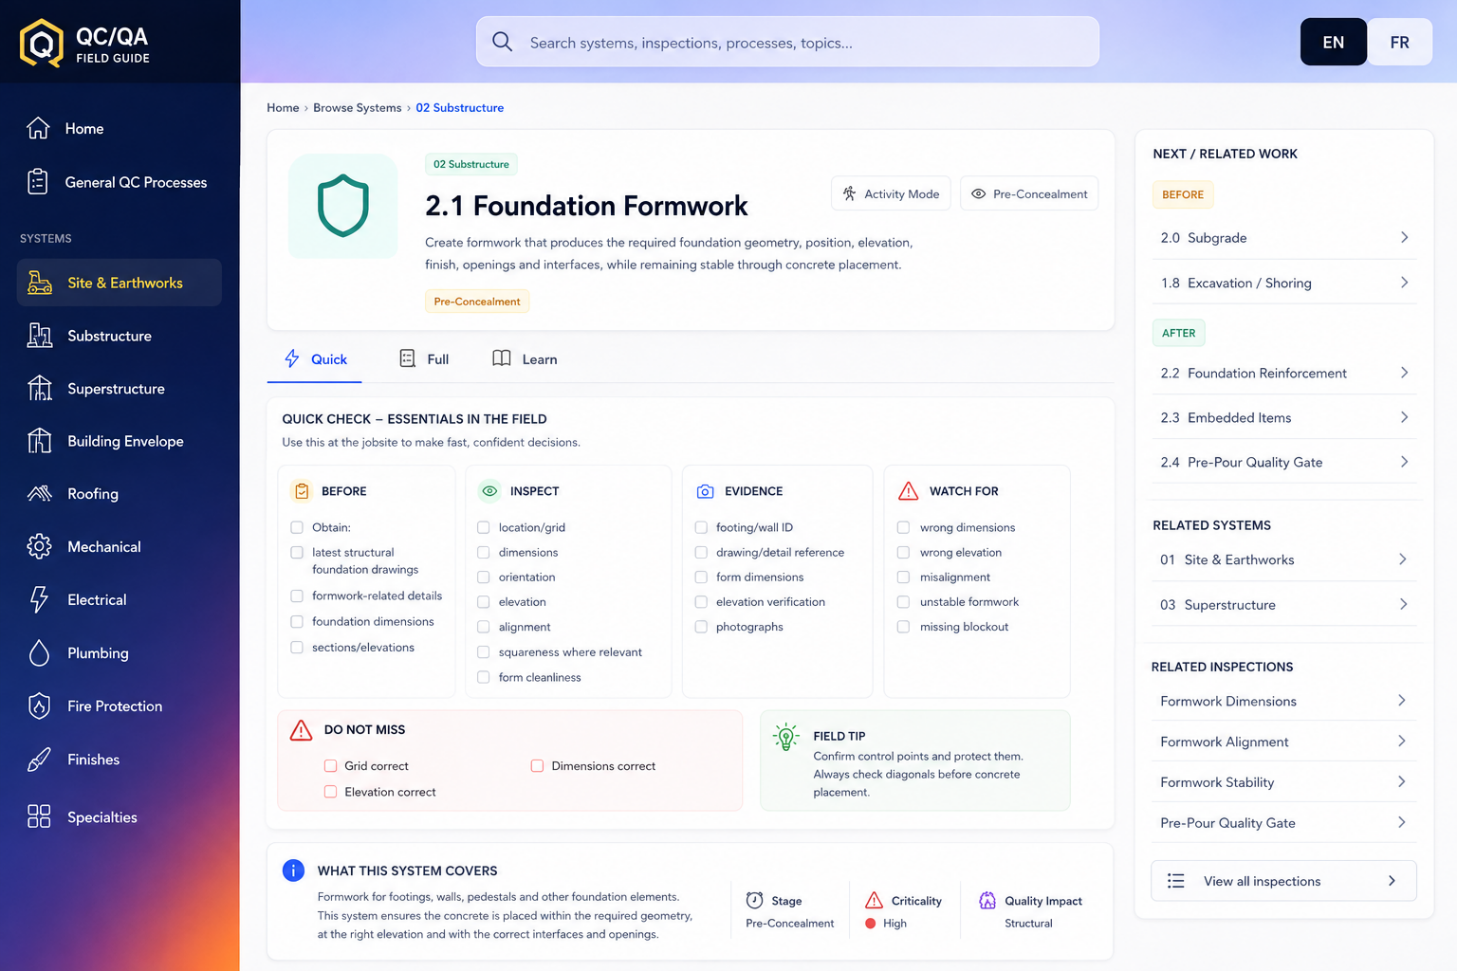 QC/QA
FIELD GUIDE
Search systems, inspections, processes, topics...
EN
FR
Home
General QC Processes
SYSTEMS
Site & Earthworks
Substructure
Superstructure
Building Envelope
Roofing
Mechanical
Electrical
Plumbing
Fire Protection
Finishes
Specialties
Home › Browse Systems › 02 Substructure
02 Substructure
2.1 Foundation Formwork
Activity Mode
Pre-Concealment
Create formwork that produces the required foundation geometry, position, elevation,
finish, openings and interfaces, while remaining stable through concrete placement.
Pre-Concealment
Quick
Full
Learn
QUICK CHECK – ESSENTIALS IN THE FIELD
Use this at the jobsite to make fast, confident decisions.
BEFORE
Obtain:
latest structural
foundation drawings
formwork-related details
foundation dimensions
sections/elevations
INSPECT
location/grid
dimensions
orientation
elevation
alignment
squareness where relevant
form cleanliness
EVIDENCE
footing/wall ID
drawing/detail reference
form dimensions
elevation verification
photographs
WATCH FOR
wrong dimensions
wrong elevation
misalignment
unstable formwork
missing blockout
DO NOT MISS
Grid correct
Dimensions correct
Elevation correct
FIELD TIP
Confirm control points and protect them.
Always check diagonals before concrete
placement.
WHAT THIS SYSTEM COVERS
Formwork for footings, walls, pedestals and other foundation elements.
This system ensures the concrete is placed within the required geometry,
at the right elevation and with the correct interfaces and openings.
Stage
Pre-Concealment
Criticality
High
Quality Impact
Structural
NEXT / RELATED WORK
BEFORE
2.0 Subgrade
1.8 Excavation / Shoring
AFTER
2.2 Foundation Reinforcement
2.3 Embedded Items
2.4 Pre-Pour Quality Gate
RELATED SYSTEMS
01 Site & Earthworks
03 Superstructure
RELATED INSPECTIONS
Formwork Dimensions
Formwork Alignment
Formwork Stability
Pre-Pour Quality Gate
View all inspections